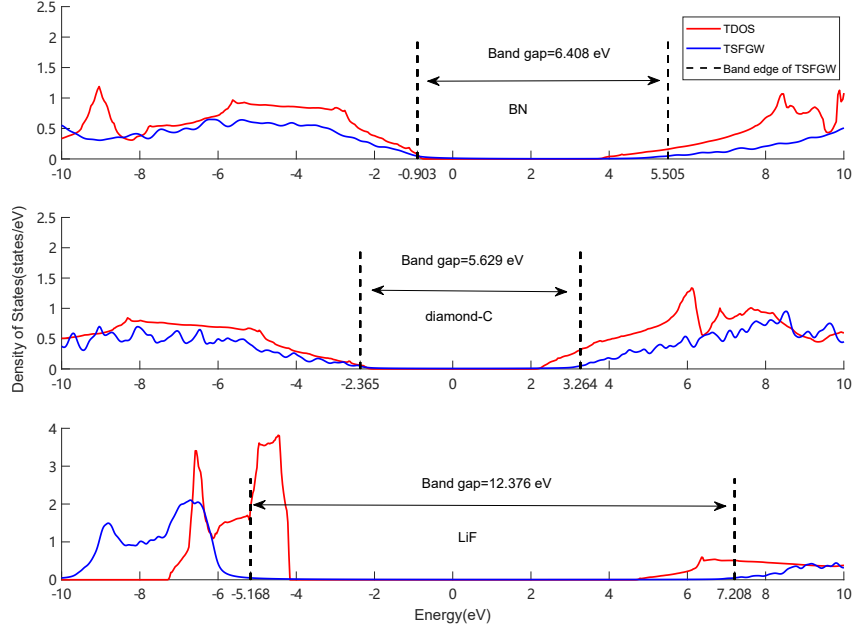 2.5
2
1.5
1
0.5
0
Band gap=6.408 eV
BN
TDOS
TSFGW
Band edge of TSFGW
-10 -8 -6 -4 -2 -0.903 0 2 4 5.505 8 10
Density of States(states/eV)
2.5
2
1.5
1
0.5
0
Band gap=5.629 eV
diamond-C
-10 -8 -6 -4 -2.365 0 2 3.264 4 6 8 10
4
3
2
1
0
Band gap=12.376 eV
LiF
-10 -8 -6 -5.168 -4 -2 0 2 4 6 7.208 8 10
Energy(eV)